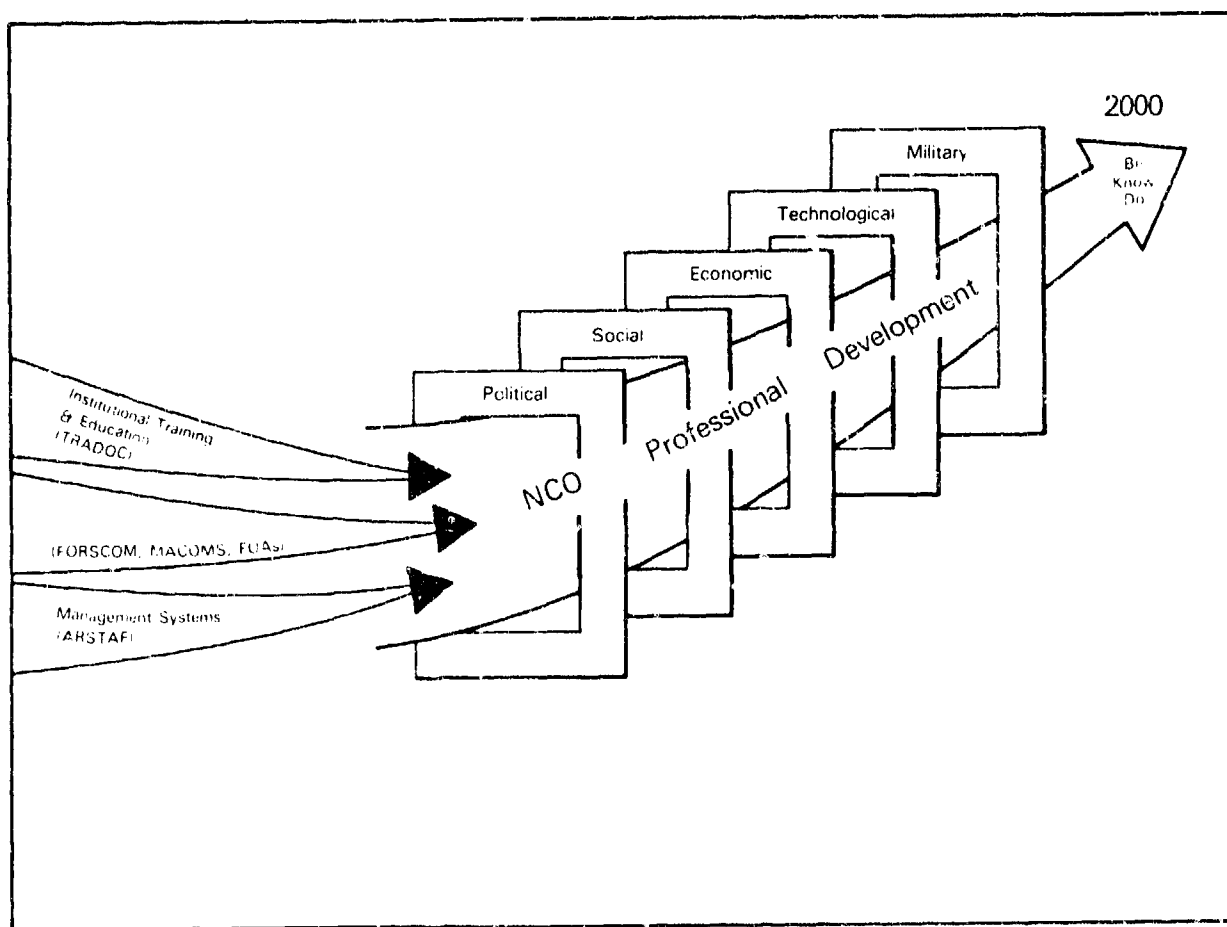 2000
Be
Know
Do
Military
Technological
Economic
Social
Political
NCO Professional Development
Institutional Training
& Education
(TRADOC)
(FORSCOM, MACOMS, FOAs)
Management Systems
(ARSTAF)